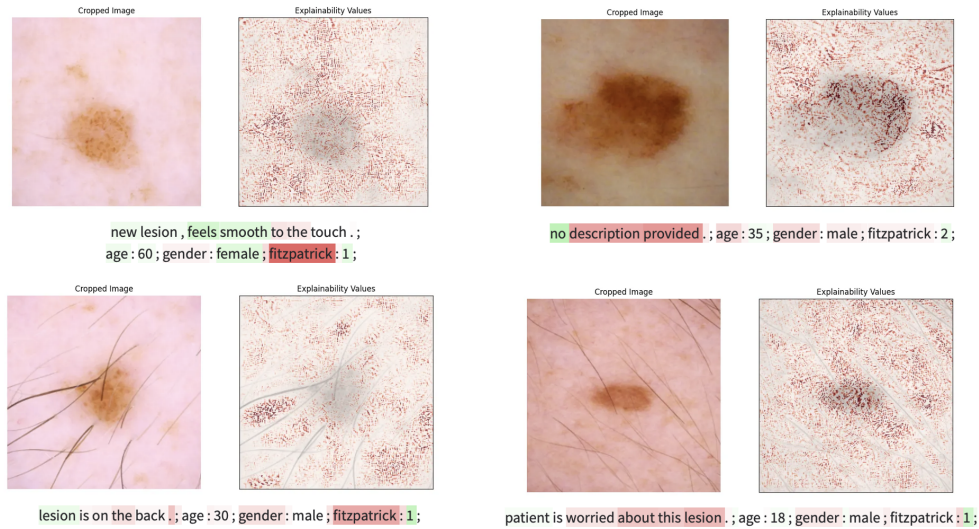 Cropped Image
Explainability Values
new lesion , feels smooth to the touch . ;
age : 60 ; gender : female ; fitzpatrick : 1 ;
Cropped Image
Explainability Values
no description provided . ; age : 35 ; gender : male ; fitzpatrick : 2 ;
Cropped Image
Explainability Values
lesion is on the back . ; age : 30 ; gender : male ; fitzpatrick : 1 ;
Cropped Image
Explainability Values
patient is worried about this lesion . ; age : 18 ; gender : male ; fitzpatrick : 1 ;